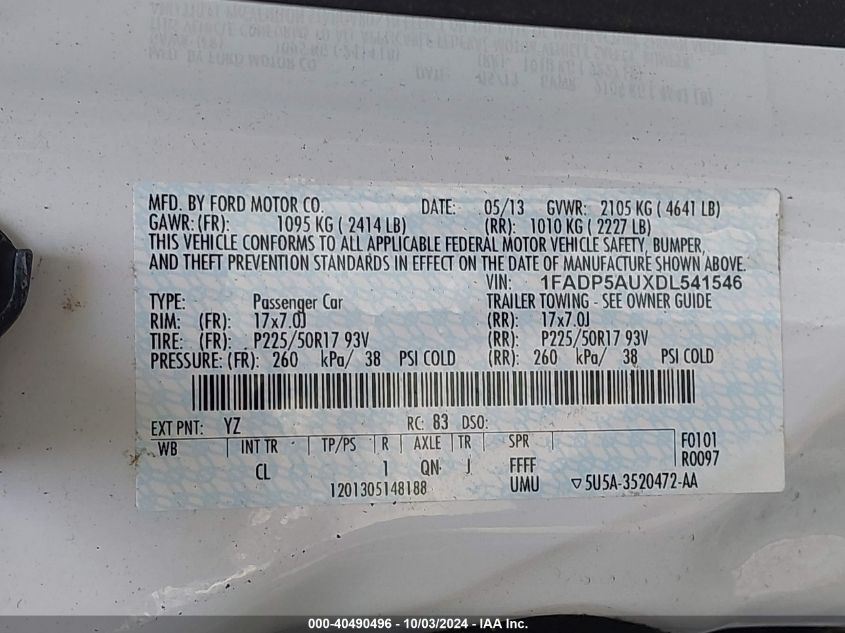 MFD. BY FORD MOTOR CO. DATE: 05/13 GVWR: 2105 KG ( 4641 LB)
GAWR: (FR): 1095 KG ( 2414 LB) (RR): 1010 KG ( 2227 LB)
THIS VEHICLE CONFORMS TO ALL APPLICABLE FEDERAL MOTOR VEHICLE SAFETY, BUMPER,
AND THEFT PREVENTION STANDARDS IN EFFECT ON THE DATE OF MANUFACTURE SHOWN ABOVE.
VIN: 1FADP5AUXDL541546
TYPE: Passenger Car TRAILER TOWING - SEE OWNER GUIDE
RIM: (FR): 17x7.0J (RR): 17x7.0J
TIRE: (FR): P225/50R17 93V (RR): P225/50R17 93V
PRESSURE: (FR): 260 kPa/ 38 PSI COLD (RR): 260 kPa/ 38 PSI COLD
EXT PNT: YZ RC: 83 DSO:
WB INT TR TP/PS R AXLE TR SPR F0101
R0097
CL 1 QN J FFFF
1201305148188 UMU ▽5U5A-3520472-AA
000-40490496 - 10/03/2024 - IAA Inc.